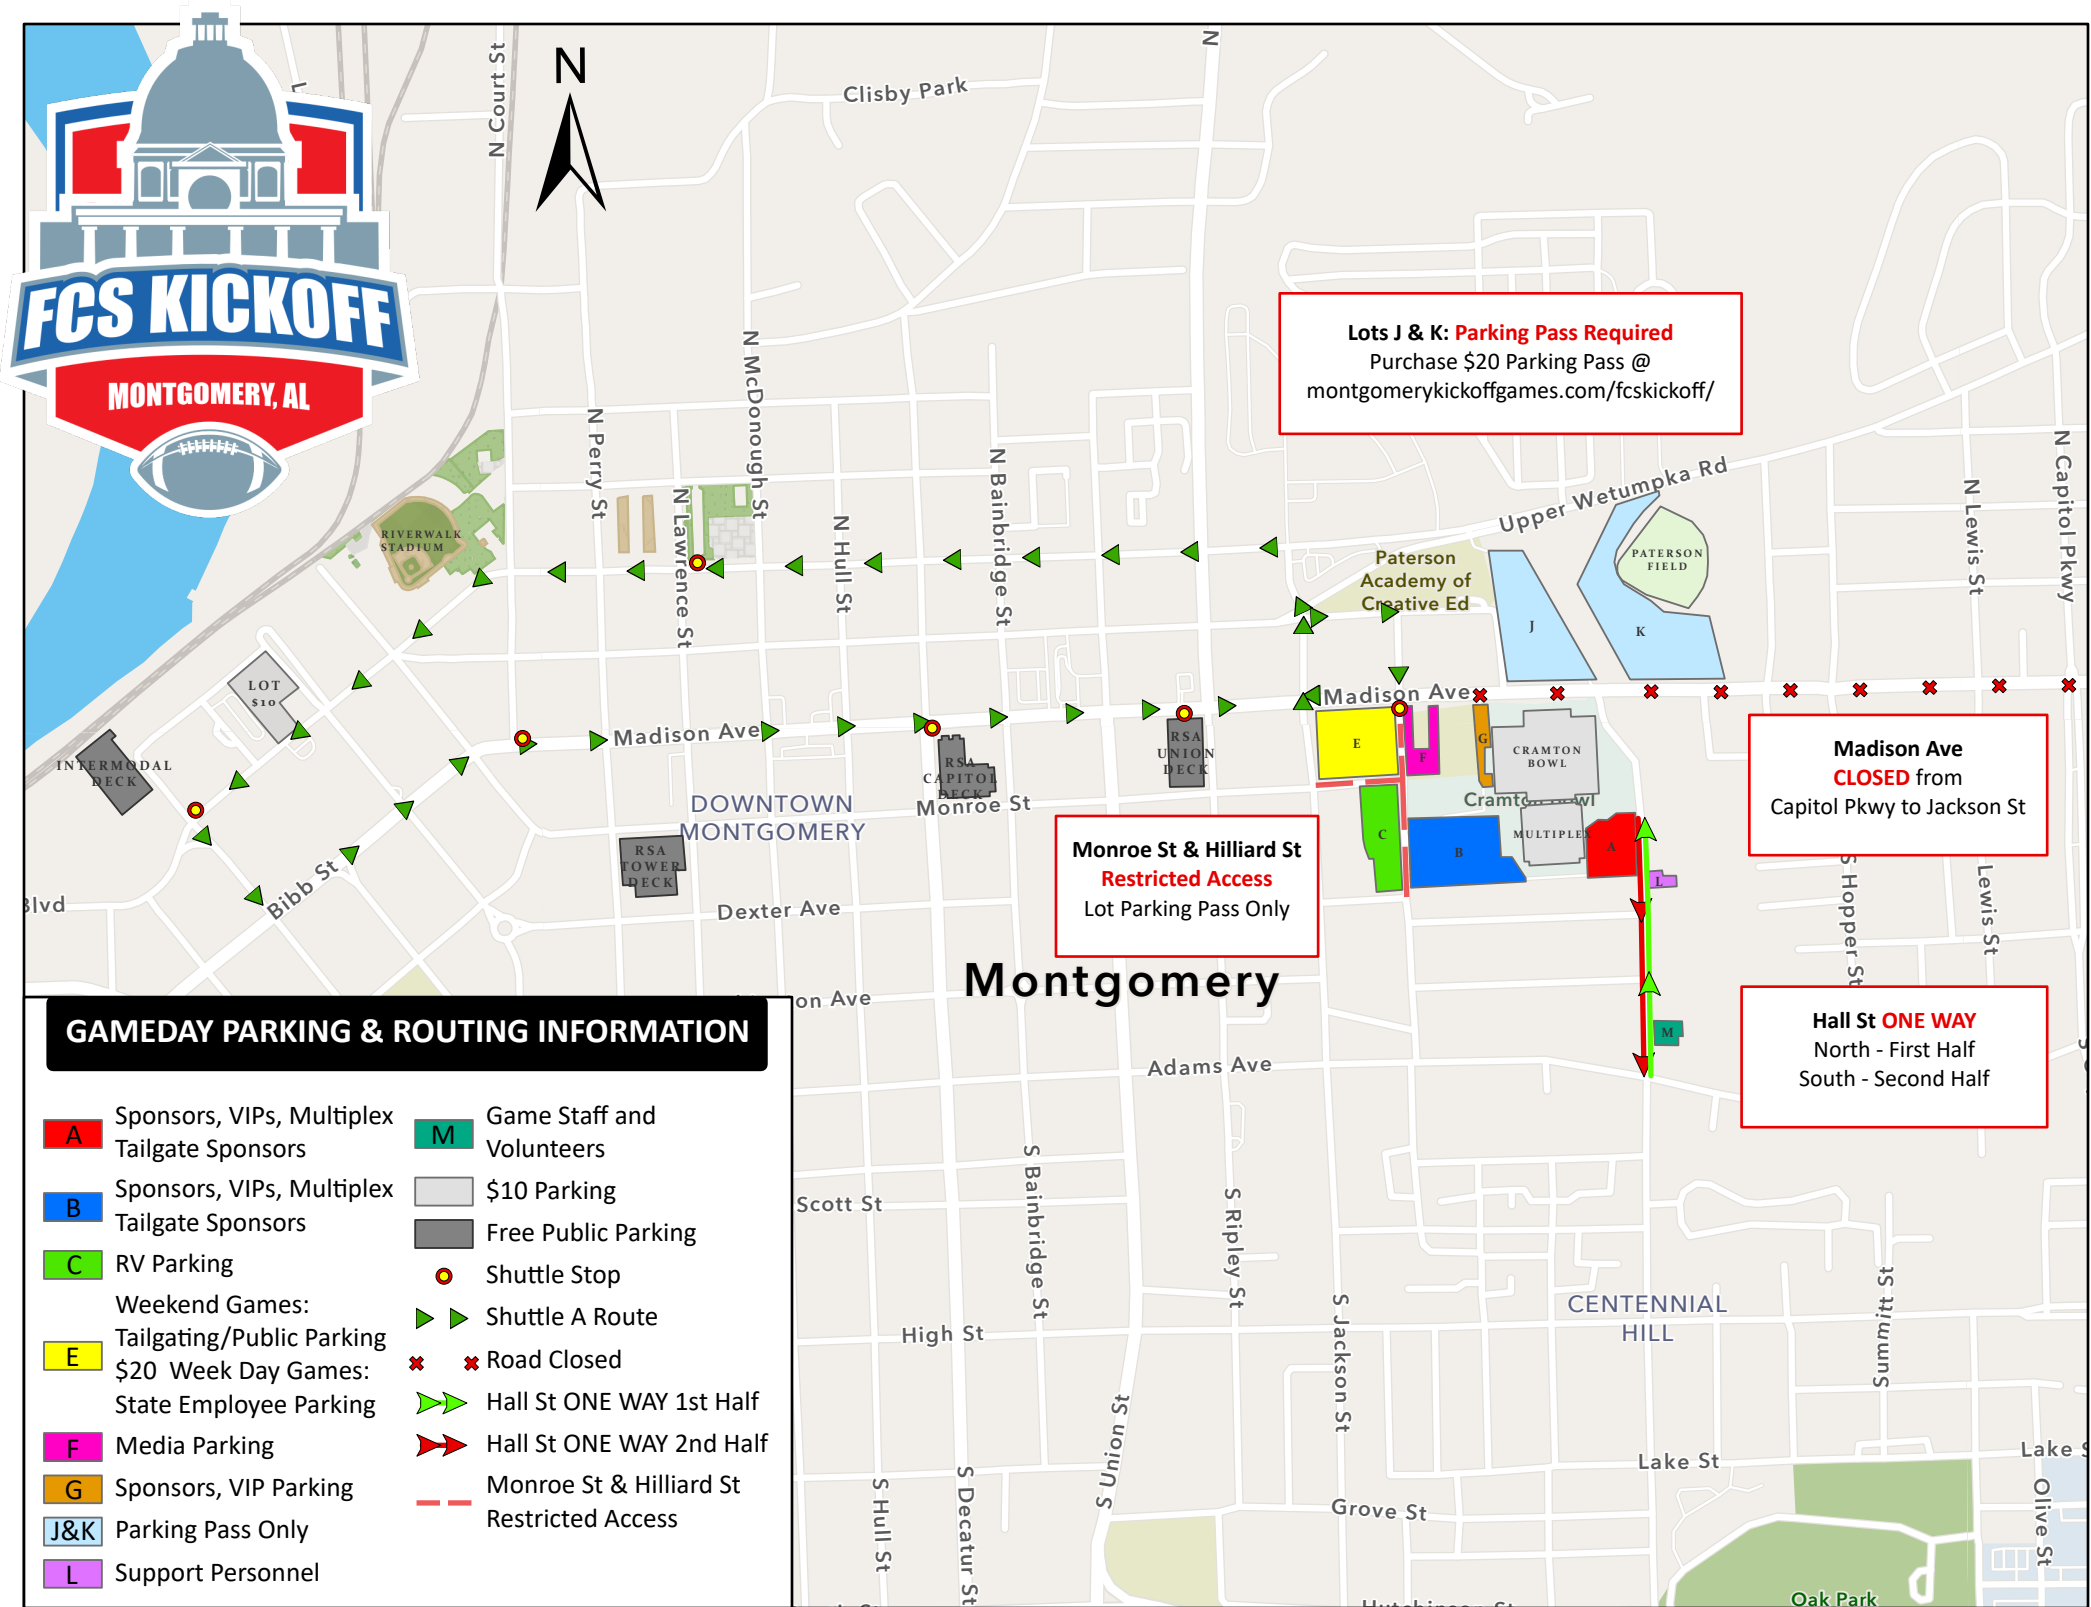 FCS KICKOFF
MONTGOMERY, AL
N
N Court St
Clisby Park
N
N McDonough St
N Perry St
N Lawrence St
N Hull St
N Bainbridge St
Lots J & K: Parking Pass Required
Purchase $20 Parking Pass @
montgomerykickoffgames.com/fcskickoff/
Upper Wetumpka Rd
N Lewis St
N Capitol Pkwy
RIVERWALK
STADIUM
Paterson
Academy of
Creative Ed
PATERSON
FIELD
J
K
LOT
$10
INTERMODAL
DECK
Madison Ave
Madison Ave
RSA
UNION
DECK
RSA
CAPITOL
DECK
Monroe St
DOWNTOWN
MONTGOMERY
RSA
TOWER
DECK
E
F
G
CRAMTON
BOWL
MULTIPLEX
C
B
A
L
M
Madison Ave
CLOSED from
Capitol Pkwy to Jackson St
Monroe St & Hilliard St
Restricted Access
Lot Parking Pass Only
Hall St ONE WAY
North - First Half
South - Second Half
Blvd
Bibb St
Dexter Ave
Montgomery
on Ave
Adams Ave
S Hopper St
Lewis St
Scott St
S Bainbridge St
S Ripley St
S Jackson St
High St
CENTENNIAL
HILL
Summitt St
S Union St
S Hull St
S Decatur St
Lake St
Lake S
Grove St
Olive St
Oak Park
Hutchinson St
GAMEDAY PARKING & ROUTING INFORMATION
A Sponsors, VIPs, Multiplex
Tailgate Sponsors
B Sponsors, VIPs, Multiplex
Tailgate Sponsors
C RV Parking
E Weekend Games:
Tailgating/Public Parking
$20 Week Day Games:
State Employee Parking
F Media Parking
G Sponsors, VIP Parking
J&K Parking Pass Only
L Support Personnel
M Game Staff and
Volunteers
$10 Parking
Free Public Parking
Shuttle Stop
Shuttle A Route
Road Closed
Hall St ONE WAY 1st Half
Hall St ONE WAY 2nd Half
Monroe St & Hilliard St
Restricted Access